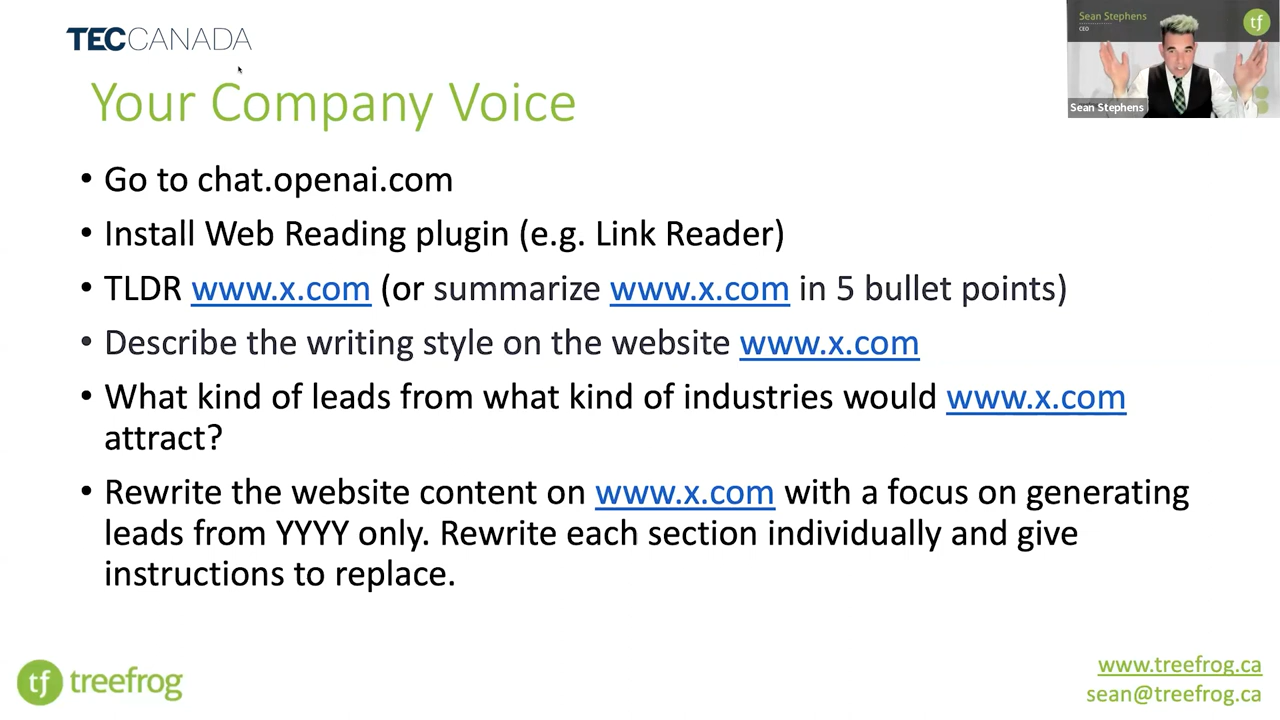 TECCANADA
Sean Stephens
CEO
tf
Sean Stephens
Your Company Voice
• Go to chat.openai.com
• Install Web Reading plugin (e.g. Link Reader)
• TLDR www.x.com (or summarize www.x.com in 5 bullet points)
• Describe the writing style on the website www.x.com
• What kind of leads from what kind of industries would www.x.com
attract?
• Rewrite the website content on www.x.com with a focus on generating
leads from YYYY only. Rewrite each section individually and give
instructions to replace.
tf treefrog
www.treefrog.ca
sean@treefrog.ca